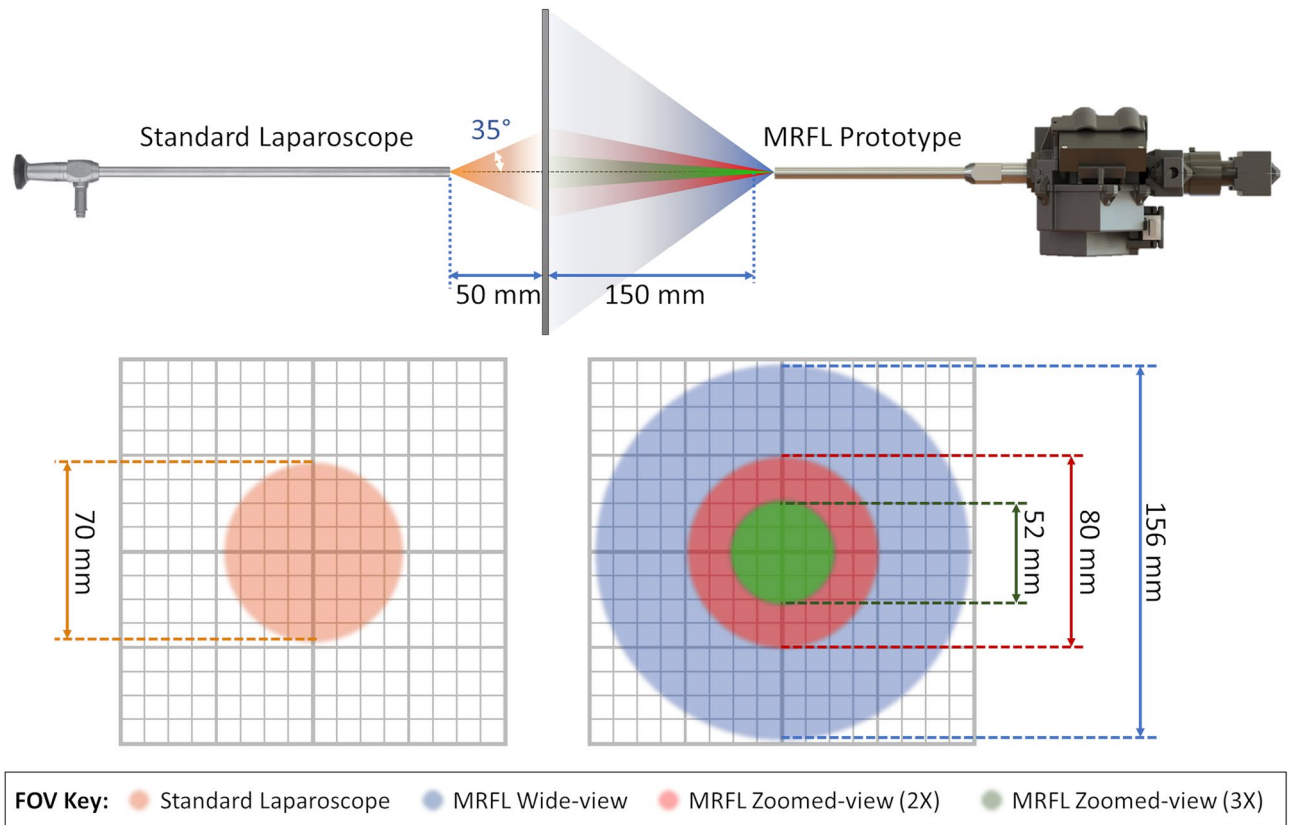 Standard Laparoscope
35°
MRFL Prototype
50 mm
150 mm
70 mm
52 mm
80 mm
156 mm
FOV Key: Standard Laparoscope MRFL Wide-view MRFL Zoomed-view (2X) MRFL Zoomed-view (3X)